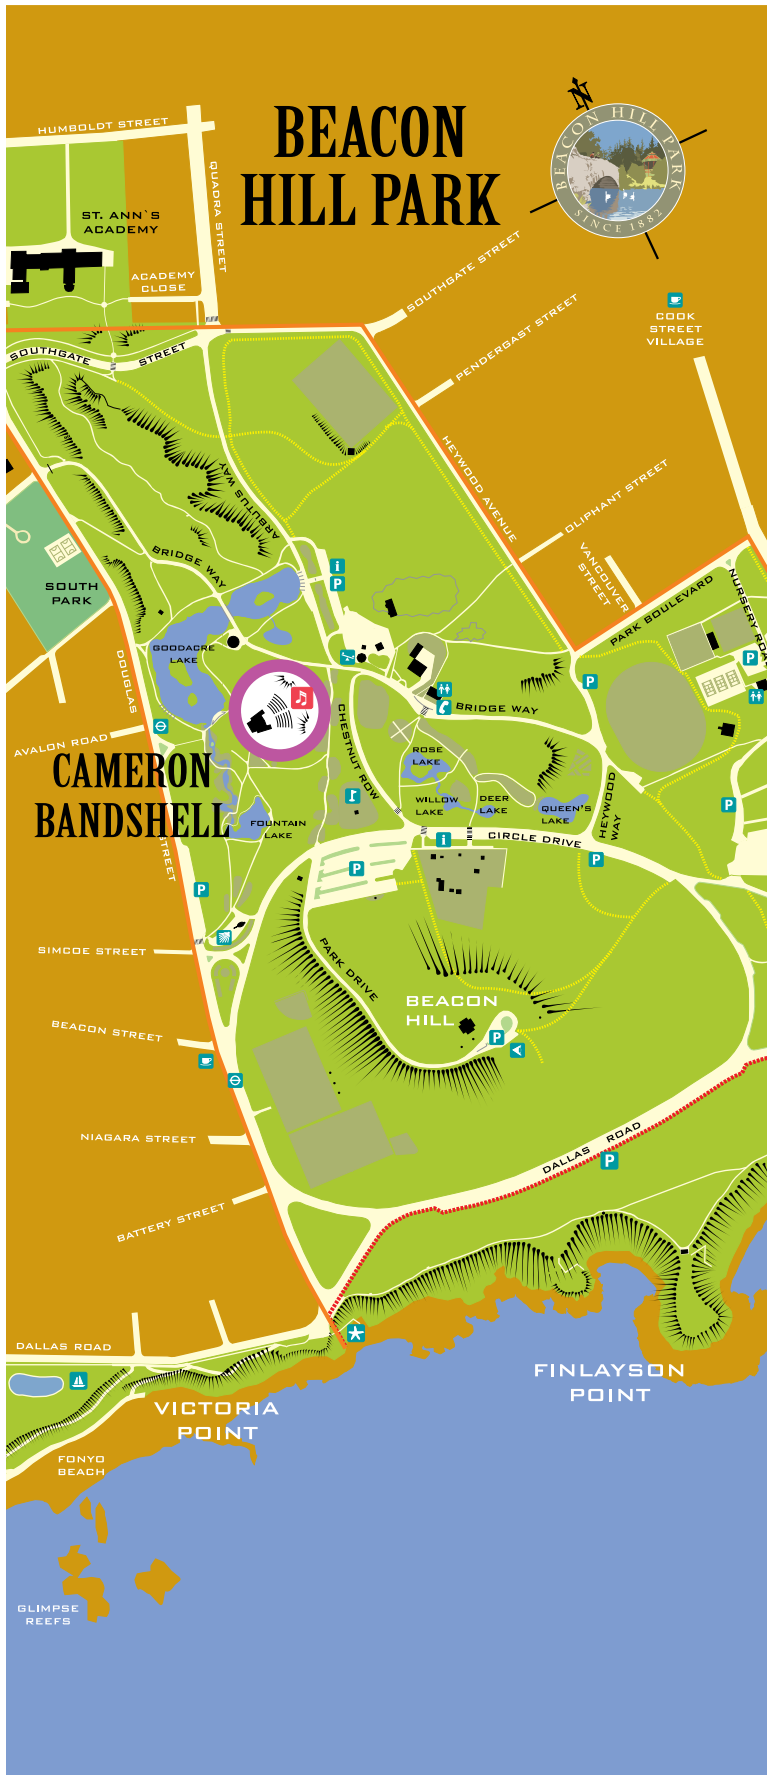 BEACON
HILL PARK
N
BEACON HILL PARK
SINCE 1882
HUMBOLDT STREET
QUADRA STREET
ST. ANN`S
ACADEMY
ACADEMY
CLOSE
SOUTHGATE STREET
PENDERGAST STREET
COOK
STREET
VILLAGE
SOUTHGATE STREET
HEYWOOD AVENUE
OLIPHANT STREET
VANCOUVER
STREET
ARBUTUS WAY
BRIDGE WAY
i
P
SOUTH
PARK
PARK BOULEVARD
NURSERY ROA
GOODACRE
LAKE
DOUGLAS
P
P
BRIDGE WAY
CHESTNUT ROW
AVALON ROAD
CAMERON
BANDSHELL
STREET
ROSE
LAKE
WILLOW
LAKE
DEER
LAKE
QUEEN'S
LAKE
HEYWOOD
WAY
P
FOUNTAIN
LAKE
i
CIRCLE DRIVE
P
P
P
SIMCOE STREET
PARK DRIVE
BEACON
HILL
P
BEACON STREET
NIAGARA STREET
DALLAS ROAD
P
BATTERY STREET
DALLAS ROAD
FINLAYSON
POINT
VICTORIA
POINT
FONYO
BEACH
GLIMPSE
REEFS